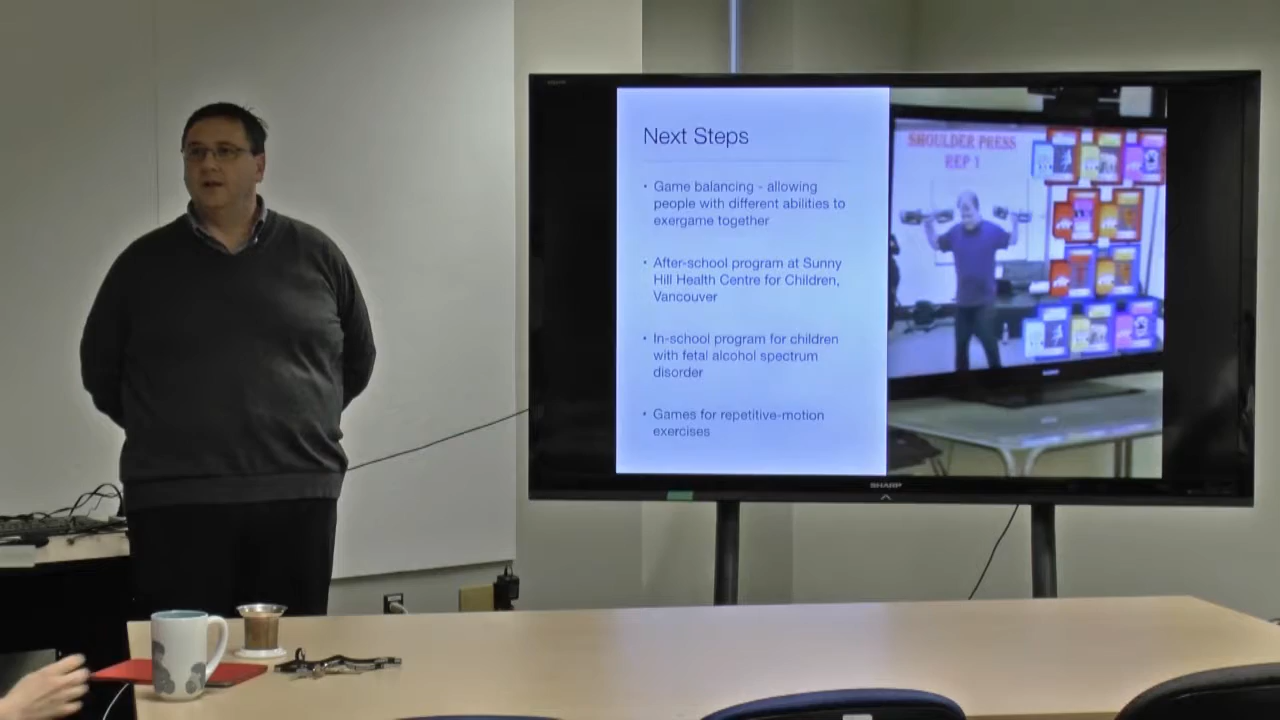 Next Steps
• Game balancing - allowing
people with different abilities to
exergame together
• After-school program at Sunny
Hill Health Centre for Children,
Vancouver
• In-school program for children
with fetal alcohol spectrum
disorder
• Games for repetitive-motion
exercises
SHOULDER PRESS
REP 1
SHARP